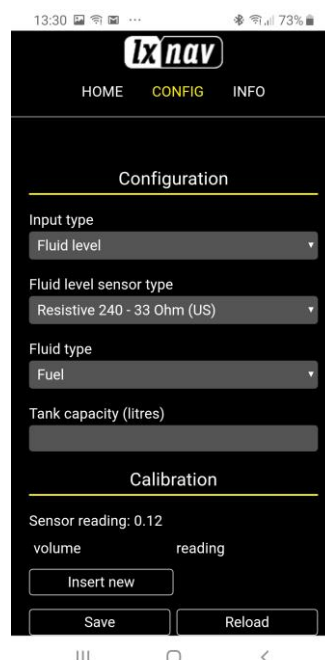 13:30 ... 73%
lx nav
HOME CONFIG INFO
Configuration
Input type
Fluid level
Fluid level sensor type
Resistive 240 - 33 Ohm (US)
Fluid type
Fuel
Tank capacity (litres)
Calibration
Sensor reading: 0.12
volume reading
Insert new
Save Reload